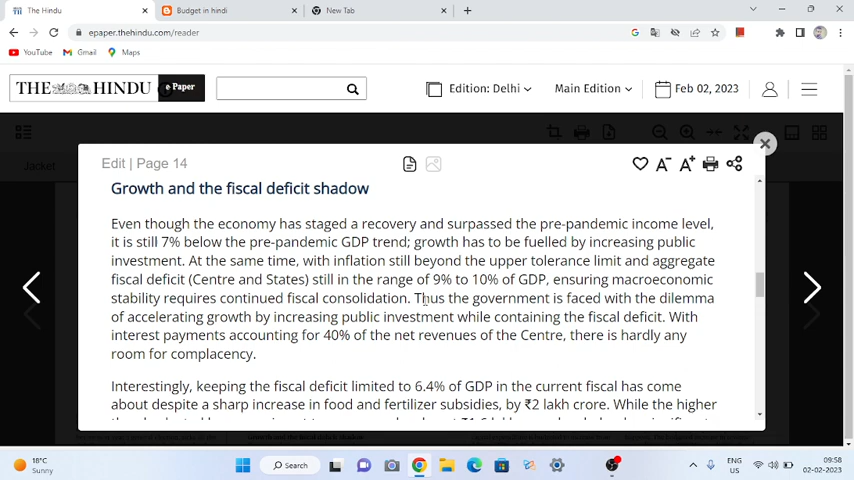 The Hindu
Budget in hindi
New Tab
epaper.thehindu.com/reader
YouTube
Gmail
Maps
THE HINDU
e Paper
Edition: Delhi
Main Edition
Feb 02, 2023
Jacket
Edit | Page 14
A-
A+
Growth and the fiscal deficit shadow
Even though the economy has staged a recovery and surpassed the pre-pandemic income level,
it is still 7% below the pre-pandemic GDP trend; growth has to be fuelled by increasing public
investment. At the same time, with inflation still beyond the upper tolerance limit and aggregate
fiscal deficit (Centre and States) still in the range of 9% to 10% of GDP, ensuring macroeconomic
stability requires continued fiscal consolidation. Thus the government is faced with the dilemma
of accelerating growth by increasing public investment while containing the fiscal deficit. With
interest payments accounting for 40% of the net revenues of the Centre, there is hardly any
room for complacency.
Interestingly, keeping the fiscal deficit limited to 6.4% of GDP in the current fiscal has come
about despite a sharp increase in food and fertilizer subsidies, by ₹2 lakh crore. While the higher
18°C
Sunny
Search
ENG
US
09:58
02-02-2023